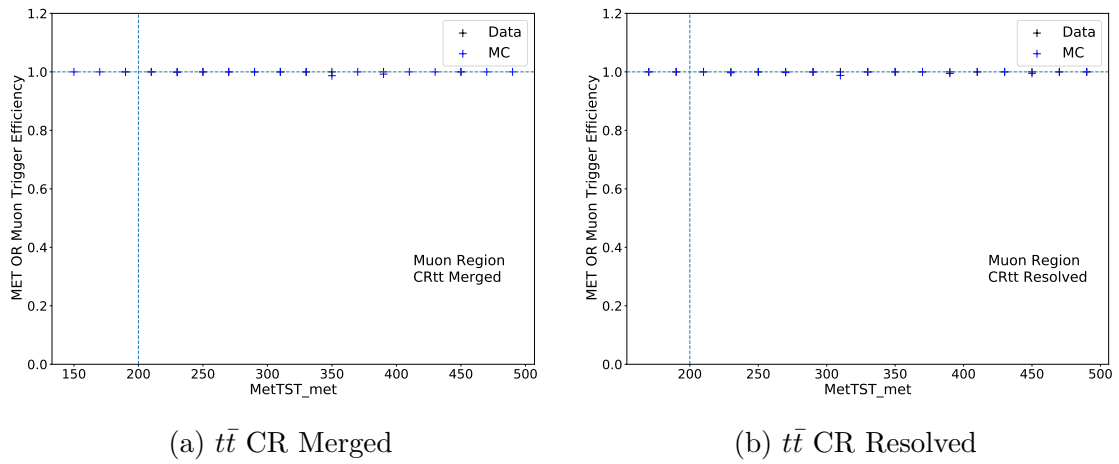 1.2
1.0
0.8
0.6
0.4
0.2
0.0
MET OR Muon Trigger Efficiency
Data
MC
Muon Region
CRtt Merged
150 200 250 300 350 400 450 500
MetTST_met
(a) tt̄ CR Merged
1.2
1.0
0.8
0.6
0.4
0.2
0.0
MET OR Muon Trigger Efficiency
Data
MC
Muon Region
CRtt Resolved
200 250 300 350 400 450 500
MetTST_met
(b) tt̄ CR Resolved